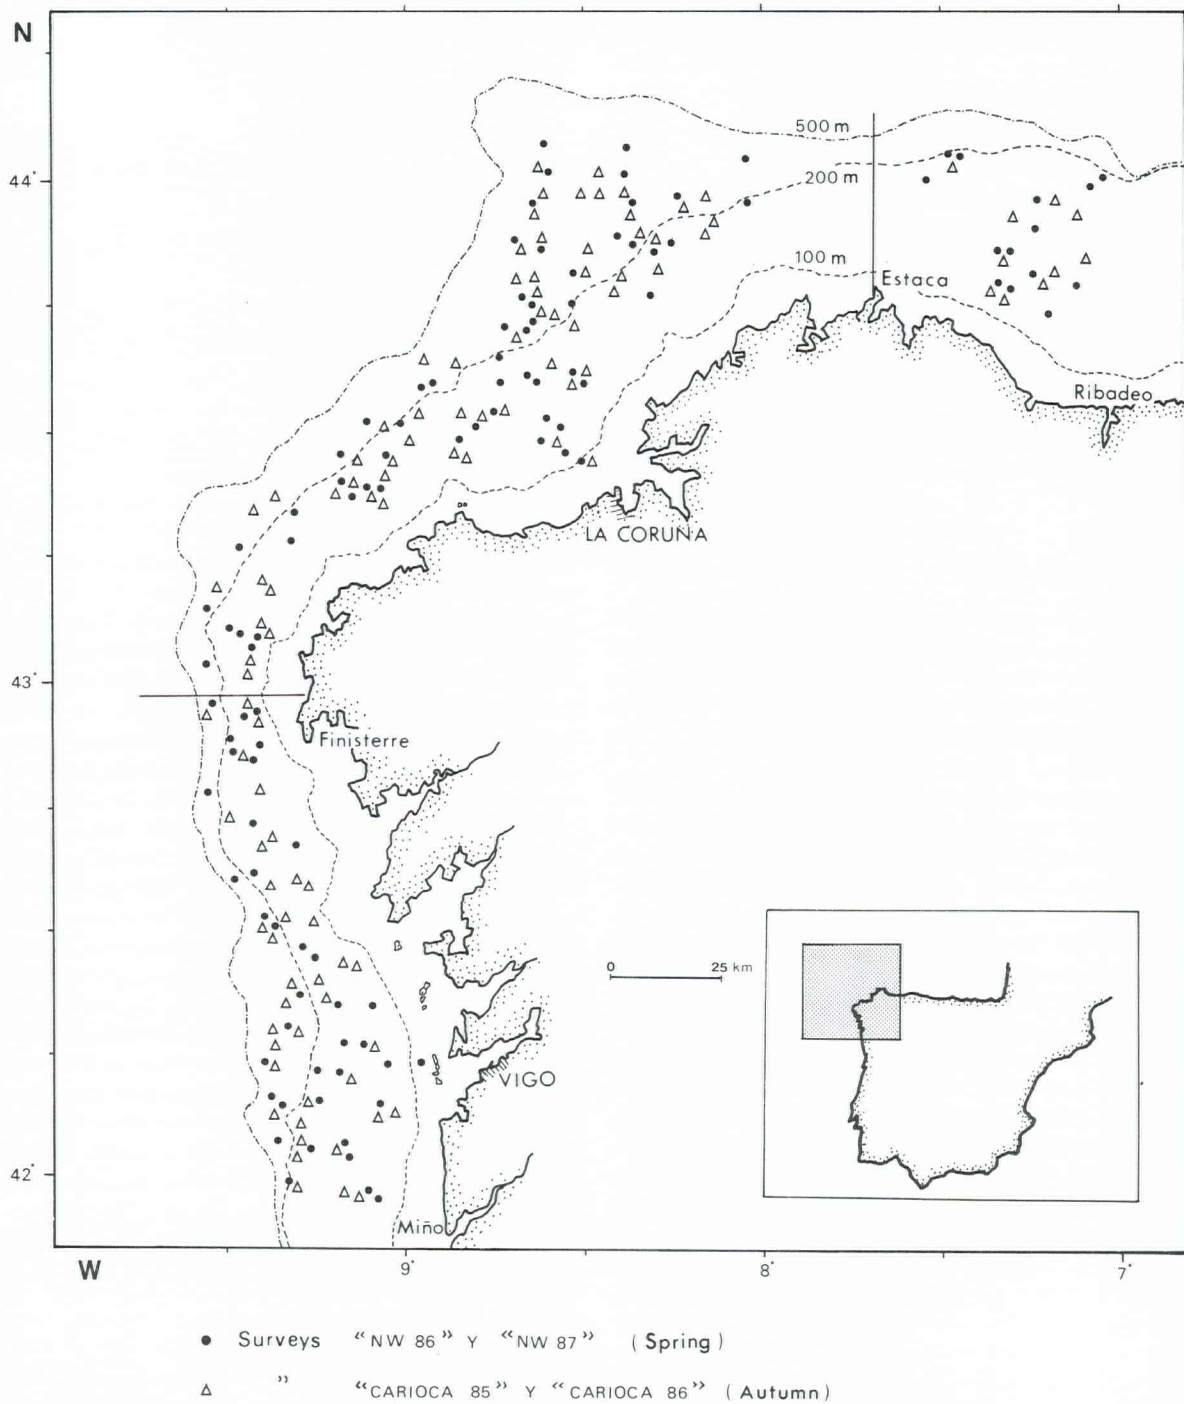 N
500 m
44°
200 m
100 m
Estaca
Ribadeo
LA CORUÑA
43°
Finisterre
0 25 km
VIGO
42°
Miño
W 9° 8° 7°
● Surveys “NW 86” Y “NW 87” (Spring)
△ ” “CARIOCA 85” Y “CARIOCA 86” (Autumn)